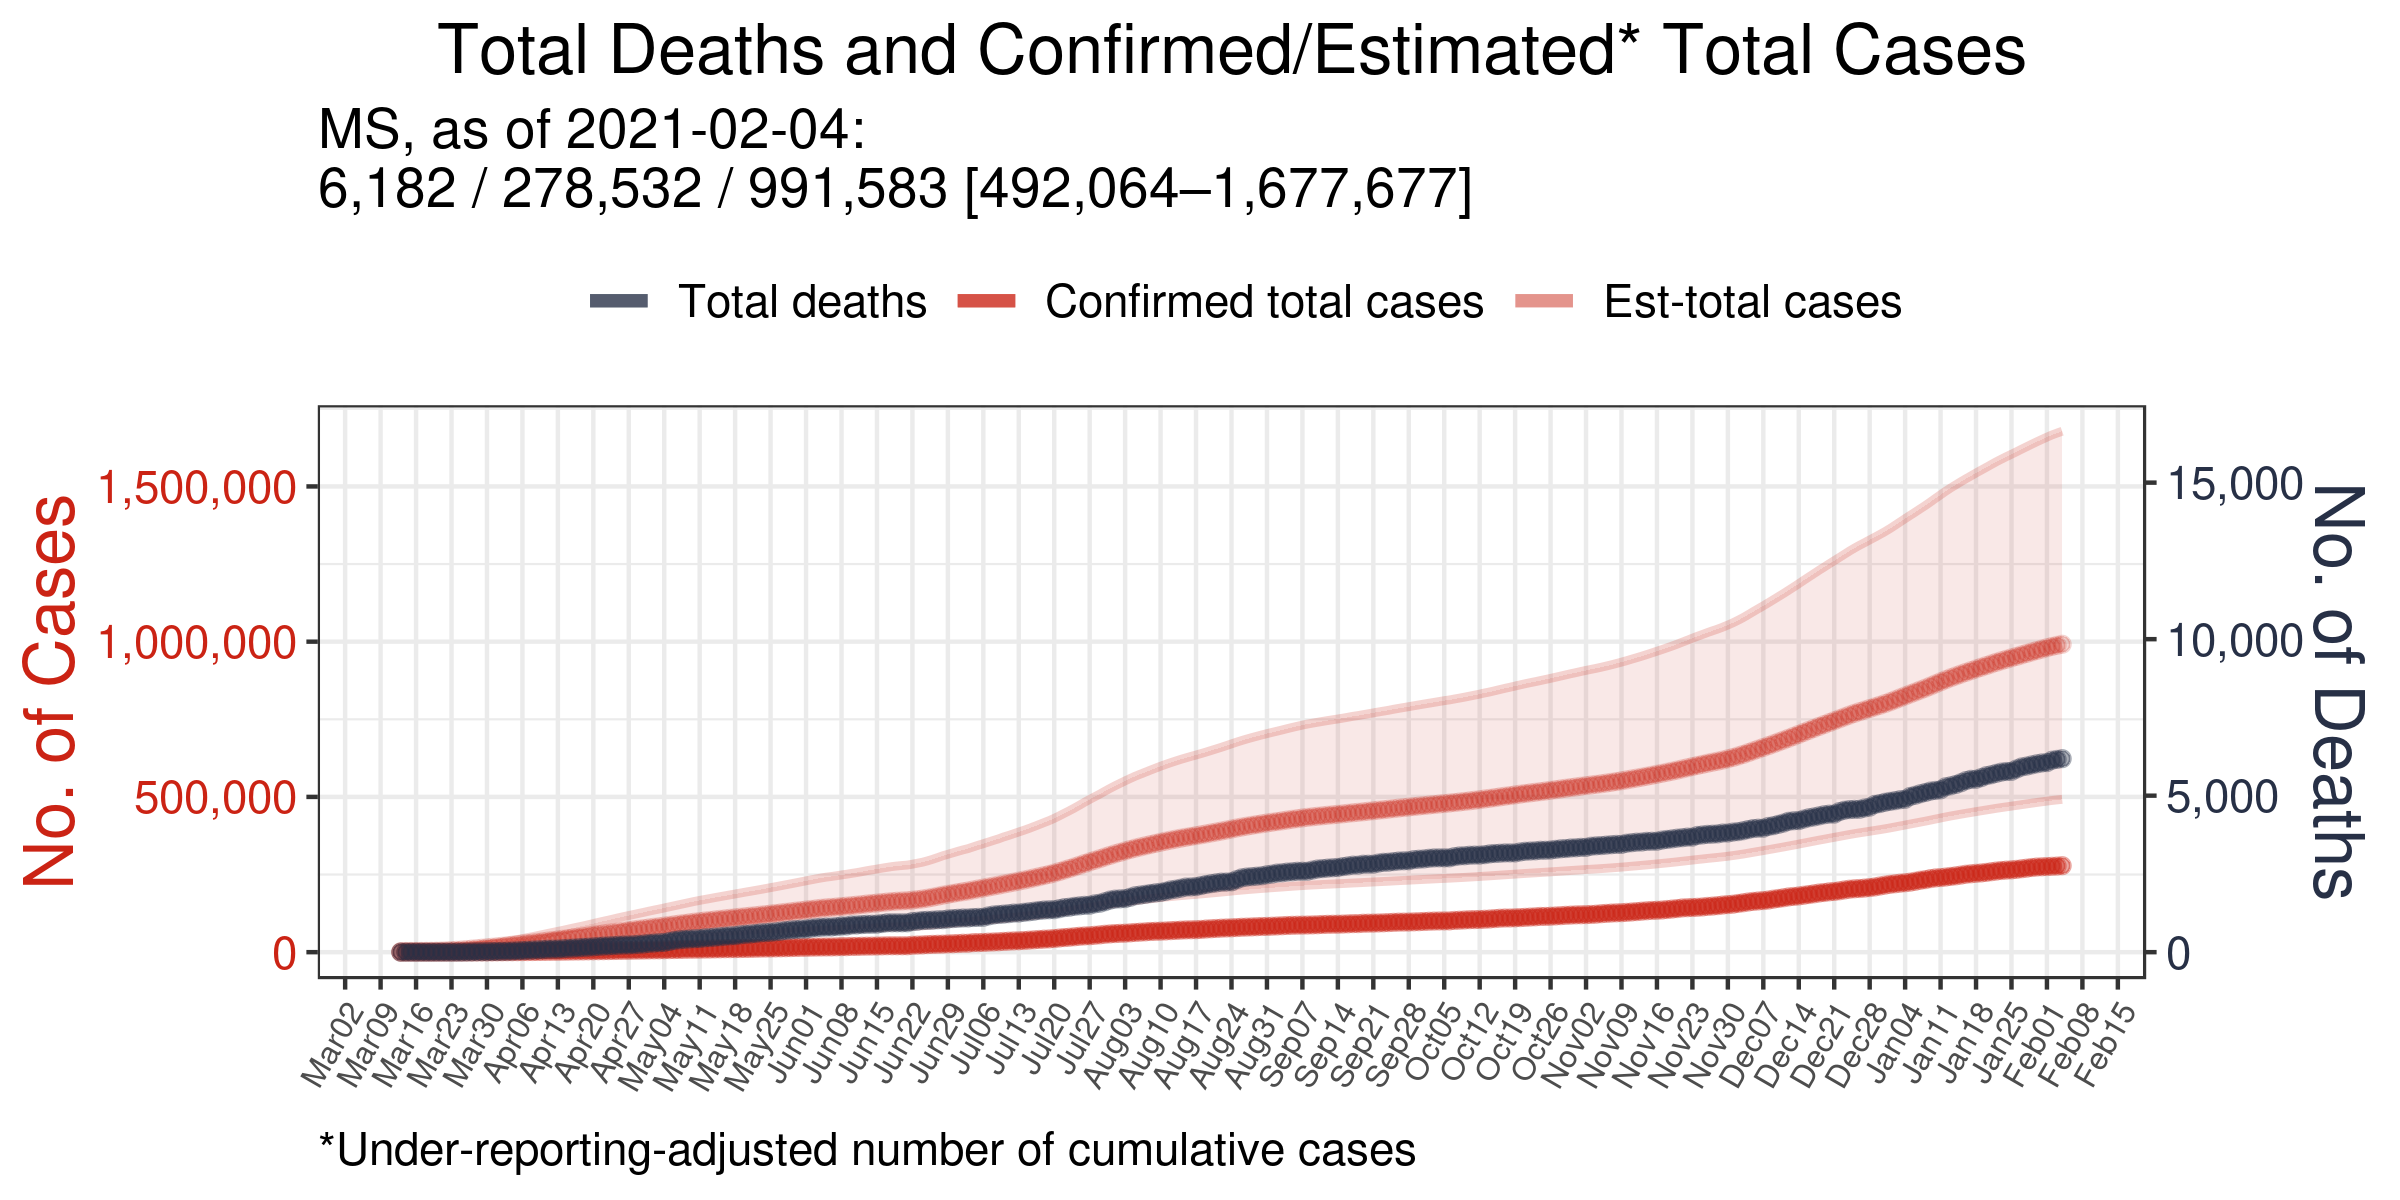 Total Deaths and Confirmed/Estimated* Total Cases
MS, as of 2021-02-04:
6,182 / 278,532 / 991,583 [492,064–1,677,677]
Total deaths
Confirmed total cases
Est-total cases
No. of Cases
1,500,000
1,000,000
500,000
0
15,000
10,000
5,000
0
No. of Deaths
Mar02
Mar09
Mar16
Mar23
Mar30
Apr06
Apr13
Apr20
Apr27
May04
May11
May18
May25
Jun01
Jun08
Jun15
Jun22
Jun29
Jul06
Jul13
Jul20
Jul27
Aug03
Aug10
Aug17
Aug24
Aug31
Sep07
Sep14
Sep21
Sep28
Oct05
Oct12
Oct19
Oct26
Nov02
Nov09
Nov16
Nov23
Nov30
Dec07
Dec14
Dec21
Dec28
Jan04
Jan11
Jan18
Jan25
Feb01
Feb08
Feb15
*Under-reporting-adjusted number of cumulative cases